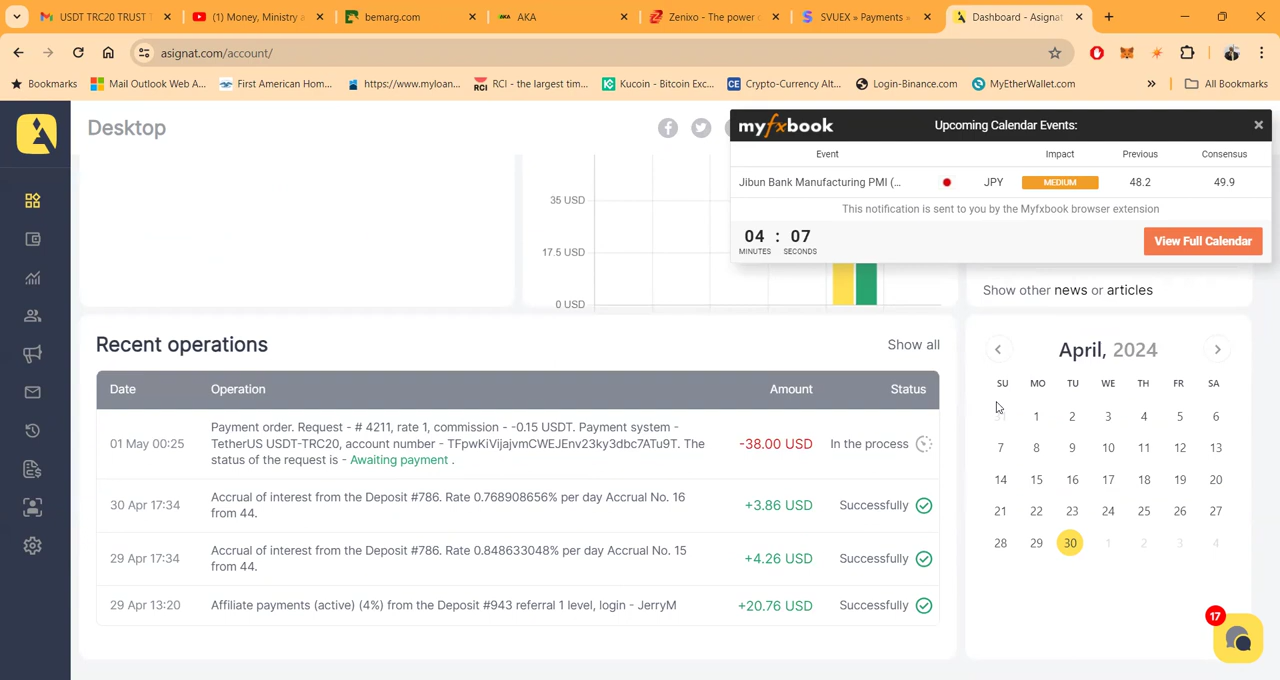 USDT TRC20 TRUST
(1) Money, Ministry
bemarg.com
AKA
AKA
Zenixo - The power
SVUEX » Payments »
Dashboard - Asignat
asignat.com/account/
Bookmarks
Mail Outlook Web A...
First American Hom...
https://www.myloan...
RCI
RCI - the largest tim...
Kucoin - Bitcoin Exc...
CE
Crypto-Currency Alt...
Login-Binance.com
MyEtherWallet.com
»
All Bookmarks
Desktop
myfxbook
Upcoming Calendar Events:
Event
Impact
Previous
Consensus
Jibun Bank Manufacturing PMI (...
JPY
MEDIUM
48.2
49.9
This notification is sent to you by the Myfxbook browser extension
04 : 07
MINUTES SECONDS
View Full Calendar
35 USD
17.5 USD
0 USD
Show other news or articles
Recent operations
Show all
Date Operation Amount Status
01 May 00:25
Payment order. Request - # 4211, rate 1, commission - -0.15 USDT. Payment system -
TetherUS USDT-TRC20, account number - TFpwKiVijajvmCWEJEnv23ky3dbc7ATu9T. The
status of the request is - Awaiting payment .
-38.00 USD
In the process
30 Apr 17:34
Accrual of interest from the Deposit #786. Rate 0.768908656% per day Accrual No. 16
from 44.
+3.86 USD
Successfully
29 Apr 17:34
Accrual of interest from the Deposit #786. Rate 0.848633048% per day Accrual No. 15
from 44.
+4.26 USD
Successfully
29 Apr 13:20
Affiliate payments (active) (4%) from the Deposit #943 referral 1 level, login - JerryM
+20.76 USD
Successfully
April, 2024
SU MO TU WE TH FR SA
31 1 2 3 4 5 6
7 8 9 10 11 12 13
14 15 16 17 18 19 20
21 22 23 24 25 26 27
28 29 30 1 2 3 4
17